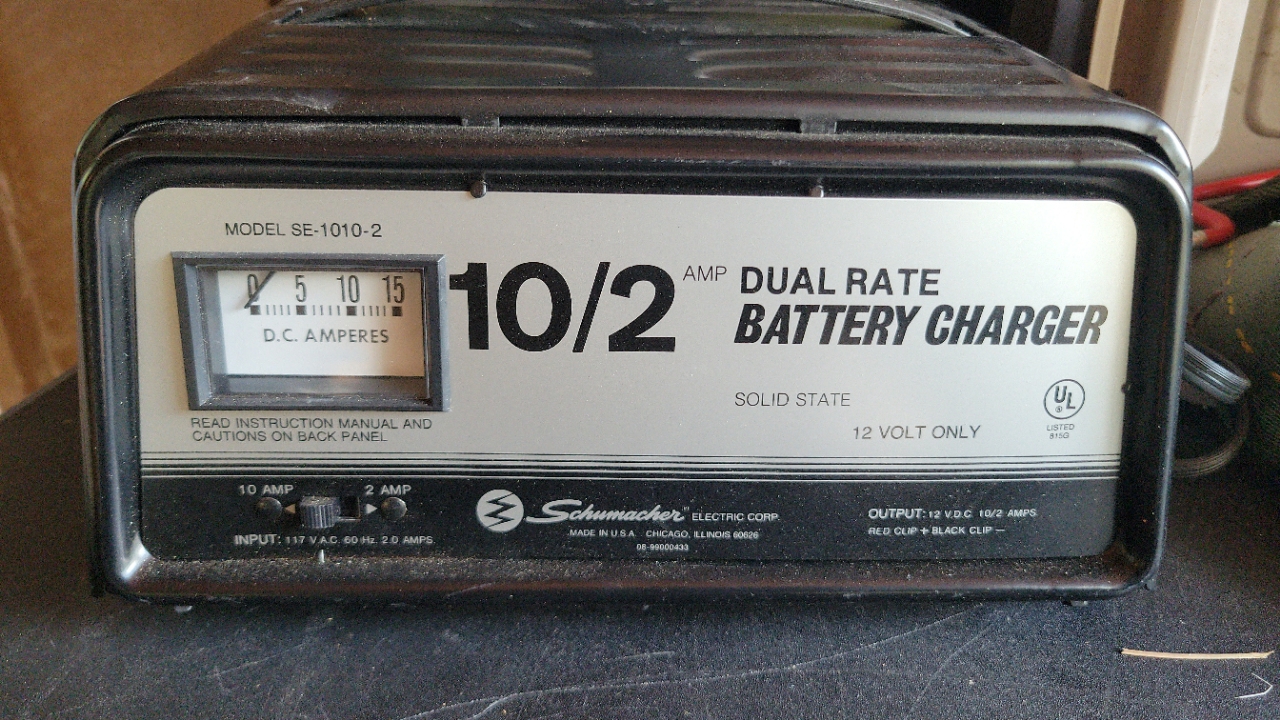 MODEL SE-1010-2
0 5 10 15
D.C. AMPERES
READ INSTRUCTION MANUAL AND
CAUTIONS ON BACK PANEL
10/2 AMP DUAL RATE
BATTERY CHARGER
SOLID STATE
12 VOLT ONLY
UL
LISTED
815G
10 AMP 2 AMP
INPUT: 117 V.A.C. 60 Hz. 2.0 AMPS.
Schumacher ELECTRIC CORP.
MADE IN U.S.A. CHICAGO, ILLINOIS 60626
08-99000433
OUTPUT: 12 V.D.C. 10/2 AMPS.
RED CLIP + BLACK CLIP –